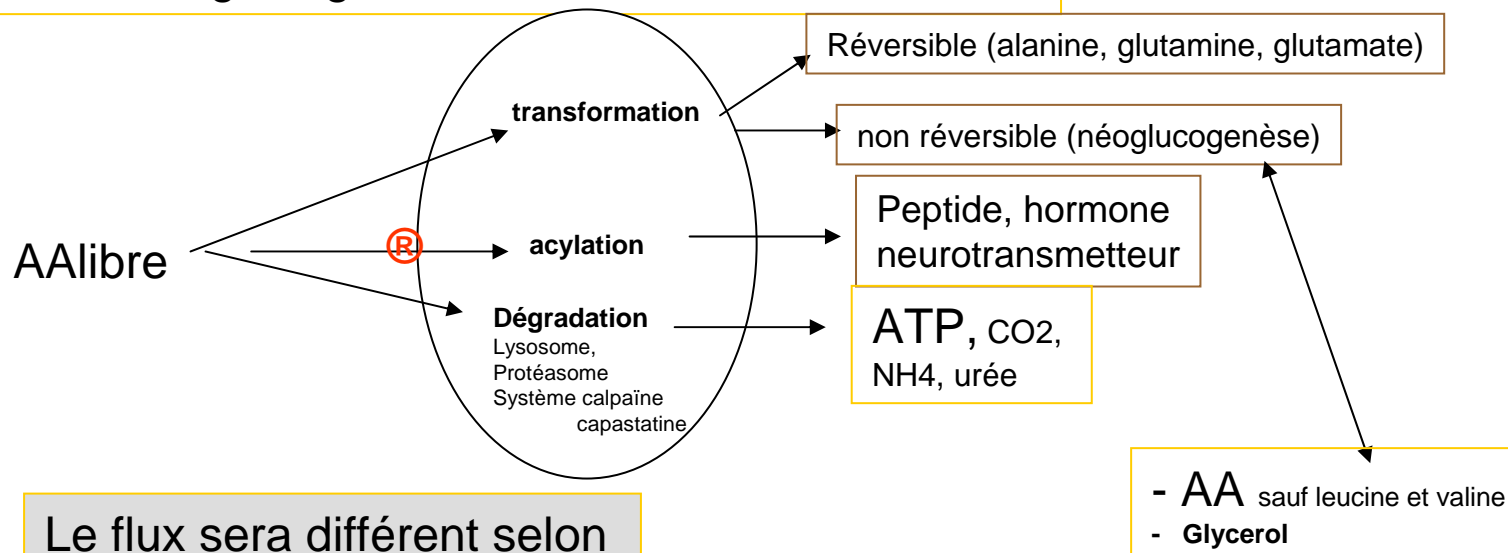 Réversible (alanine, glutamine, glutamate)
transformation
non réversible (néoglucogenèse)
AAlibre
®
acylation
Peptide, hormone
neurotransmetteur
Dégradation
Lysosome,
Protéasome
Système calpaïne
capastatine
ATP, CO2,
NH4, urée
- AA sauf leucine et valine
- Glycerol
Le flux sera différent selon